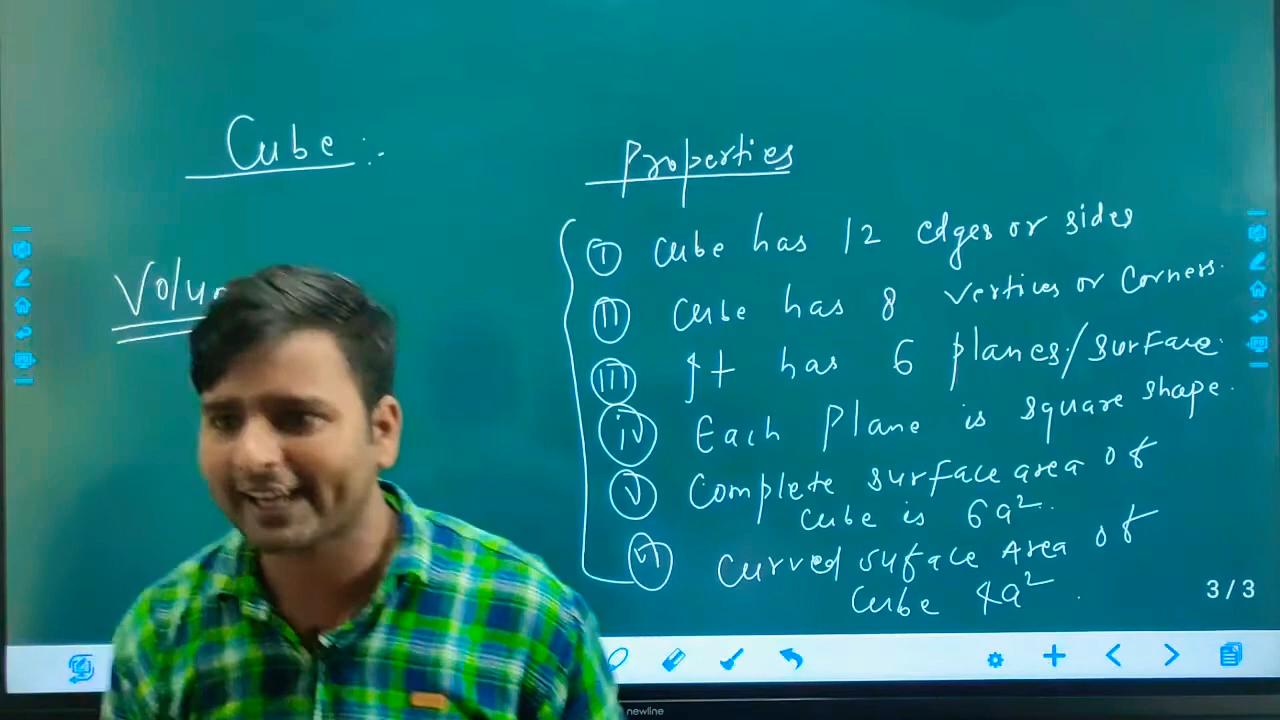 Cube :-
Properties
I Cube has 12 edges or sides
II Cube has 8 vertices or corners.
III It has 6 planes/surface.
iv Each plane is square shape.
V Complete surface area of
cube is 6a².
VI Curved surface Area of
cube 4a².
3/3
newline